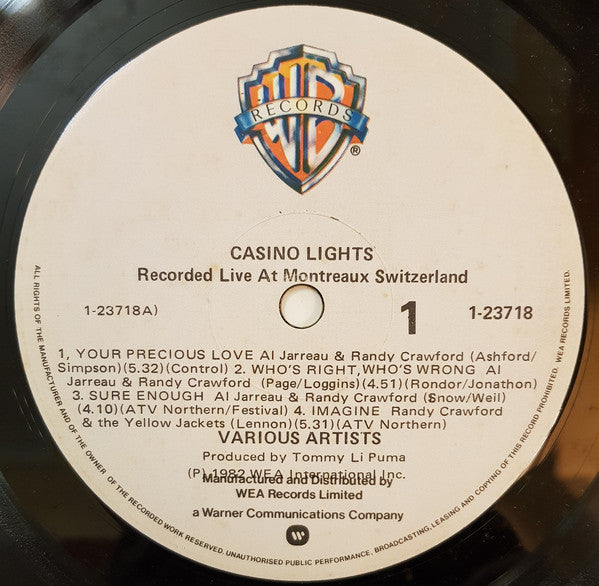 WB
RECORDS
®
CASINO LIGHTS
Recorded Live At Montreaux Switzerland
1-23718A)
1
1-23718
1, YOUR PRECIOUS LOVE Al Jarreau & Randy Crawford (Ashford/
Simpson)(5.32)(Control) 2. WHO'S RIGHT,WHO'S WRONG Al
Jarreau & Randy Crawford (Page/Loggins)(4.51)(Rondor/Jonathon)
3. SURE ENOUGH Al Jarreau & Randy Crawford (Snow/Weil)
(4.10)(ATV Northern/Festival) 4. IMAGINE Randy Crawford
& the Yellow Jackets (Lennon)(5.31)(ATV Northern)
VARIOUS ARTISTS
Produced by Tommy Li Puma
(P) 1982 WEA International Inc.
Manufactured and Distributed by
WEA Records Limited
a Warner Communications Company
ALL RIGHTS OF THE MANUFACTURER AND OF THE OWNER OF THE RECORDED WORK RESERVED. UNAUTHORISED PUBLIC PERFORMANCE, BROADCASTING, LEASING AND COPYING OF THIS RECORD PROHIBITED. WEA RECORDS LIMITED.